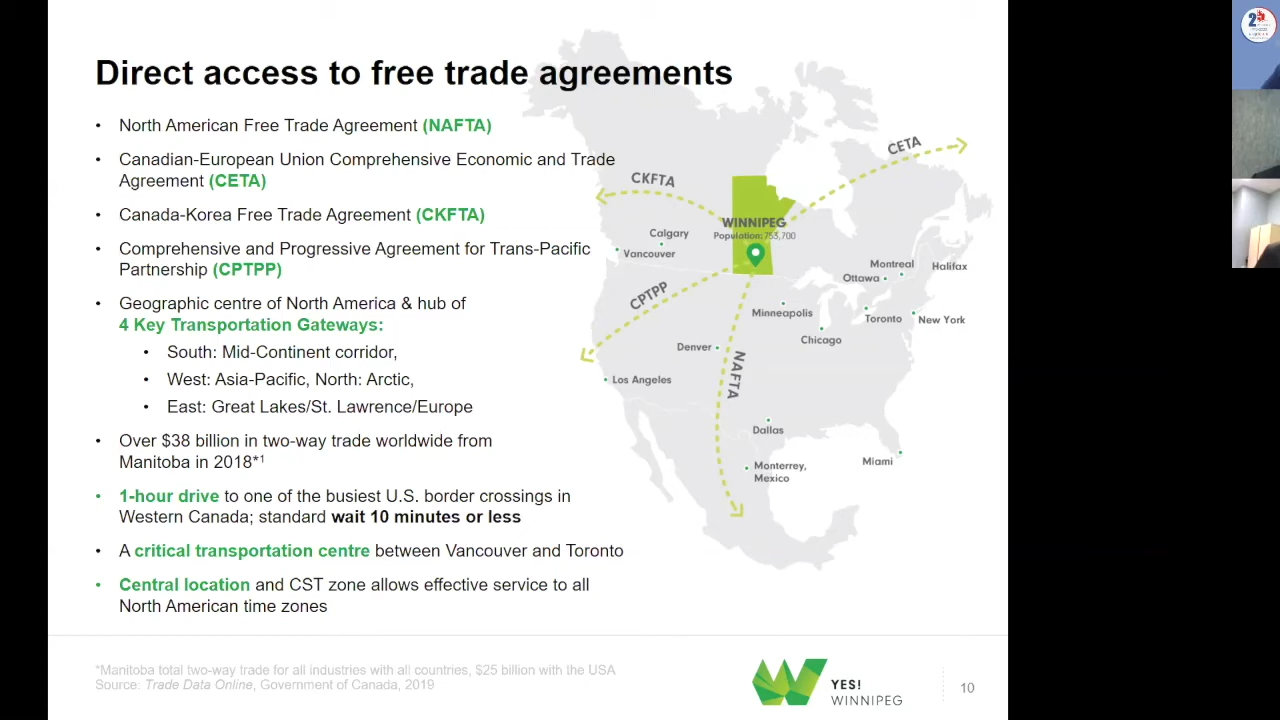 Direct access to free trade agreements
• North American Free Trade Agreement (NAFTA)
• Canadian-European Union Comprehensive Economic and Trade
Agreement (CETA)
• Canada-Korea Free Trade Agreement (CKFTA)
• Comprehensive and Progressive Agreement for Trans-Pacific
Partnership (CPTPP)
• Geographic centre of North America & hub of
4 Key Transportation Gateways:
• South: Mid-Continent corridor,
• West: Asia-Pacific, North: Arctic,
• East: Great Lakes/St. Lawrence/Europe
• Over $38 billion in two-way trade worldwide from
Manitoba in 2018*¹
• 1-hour drive to one of the busiest U.S. border crossings in
Western Canada; standard wait 10 minutes or less
• A critical transportation centre between Vancouver and Toronto
• Central location and CST zone allows effective service to all
North American time zones
CETA
CKFTA
WINNIPEG
Population: 753,700
Calgary
Vancouver
Montreal
Ottawa
Halifax
CPTPP
Minneapolis
Toronto
New York
Chicago
Denver
NAFTA
Los Angeles
Dallas
Miami
Monterrey,
Mexico
*Manitoba total two-way trade for all industries with all countries, $25 billion with the USA
Source: Trade Data Online, Government of Canada, 2019
YES!
WINNIPEG
10